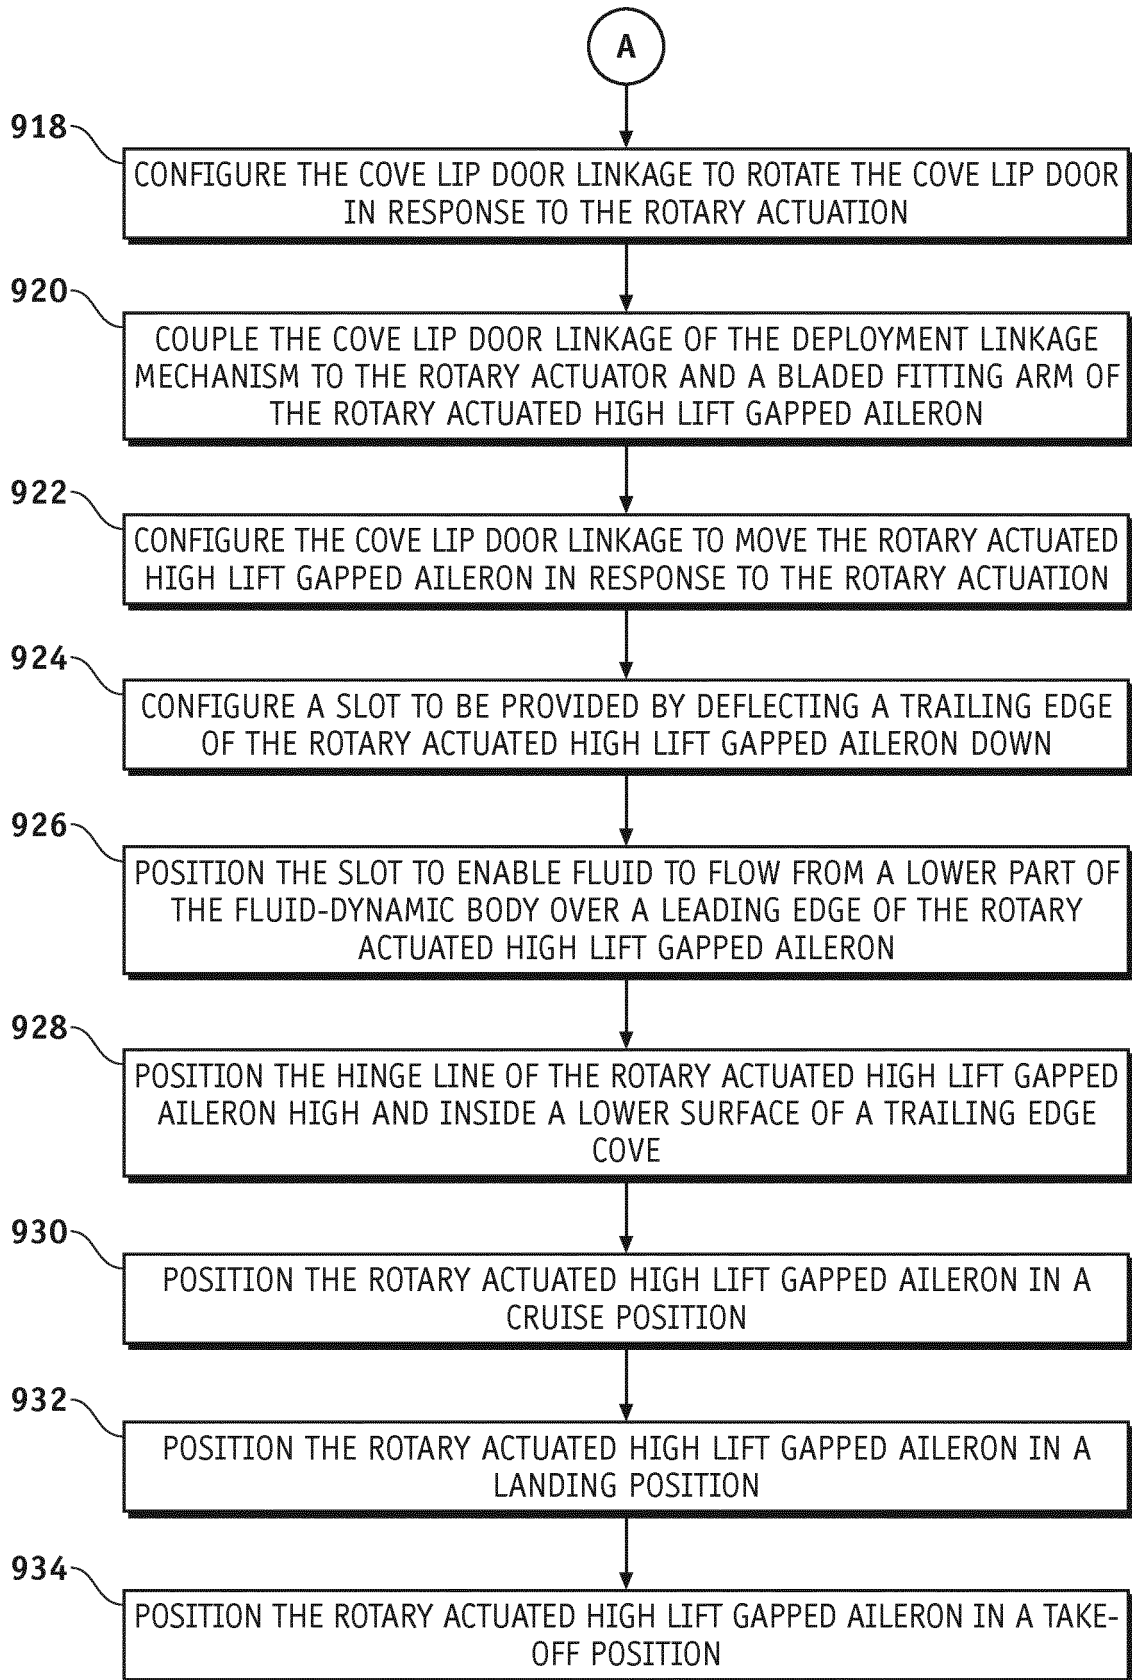 A
918
CONFIGURE THE COVE LIP DOOR LINKAGE TO ROTATE THE COVE LIP DOOR
IN RESPONSE TO THE ROTARY ACTUATION
920
COUPLE THE COVE LIP DOOR LINKAGE OF THE DEPLOYMENT LINKAGE
MECHANISM TO THE ROTARY ACTUATOR AND A BLADED FITTING ARM OF
THE ROTARY ACTUATED HIGH LIFT GAPPED AILERON
922
CONFIGURE THE COVE LIP DOOR LINKAGE TO MOVE THE ROTARY ACTUATED
HIGH LIFT GAPPED AILERON IN RESPONSE TO THE ROTARY ACTUATION
924
CONFIGURE A SLOT TO BE PROVIDED BY DEFLECTING A TRAILING EDGE
OF THE ROTARY ACTUATED HIGH LIFT GAPPED AILERON DOWN
926
POSITION THE SLOT TO ENABLE FLUID TO FLOW FROM A LOWER PART OF
THE FLUID-DYNAMIC BODY OVER A LEADING EDGE OF THE ROTARY
ACTUATED HIGH LIFT GAPPED AILERON
928
POSITION THE HINGE LINE OF THE ROTARY ACTUATED HIGH LIFT GAPPED
AILERON HIGH AND INSIDE A LOWER SURFACE OF A TRAILING EDGE
COVE
930
POSITION THE ROTARY ACTUATED HIGH LIFT GAPPED AILERON IN A
CRUISE POSITION
932
POSITION THE ROTARY ACTUATED HIGH LIFT GAPPED AILERON IN A
LANDING POSITION
934
POSITION THE ROTARY ACTUATED HIGH LIFT GAPPED AILERON IN A TAKE-
OFF POSITION